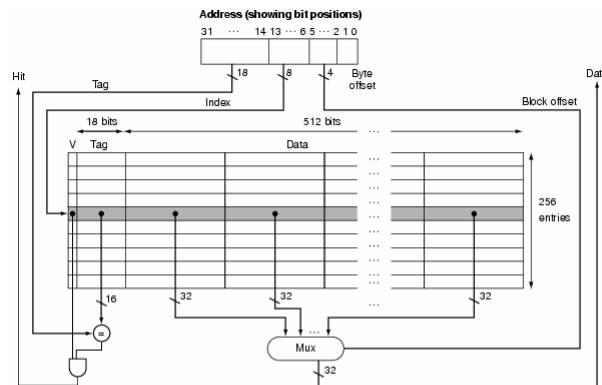 Address (showing bit positions)
31 ··· 14 13 ··· 6 5 ··· 2 1 0
Hit
18
8
4
Byte
offset
Dat
Tag
Index
Block offset
18 bits
512 bits
···
V
Tag
Data
···
256
entries
···
···
16
32
32
···
32
=
···
Mux
32